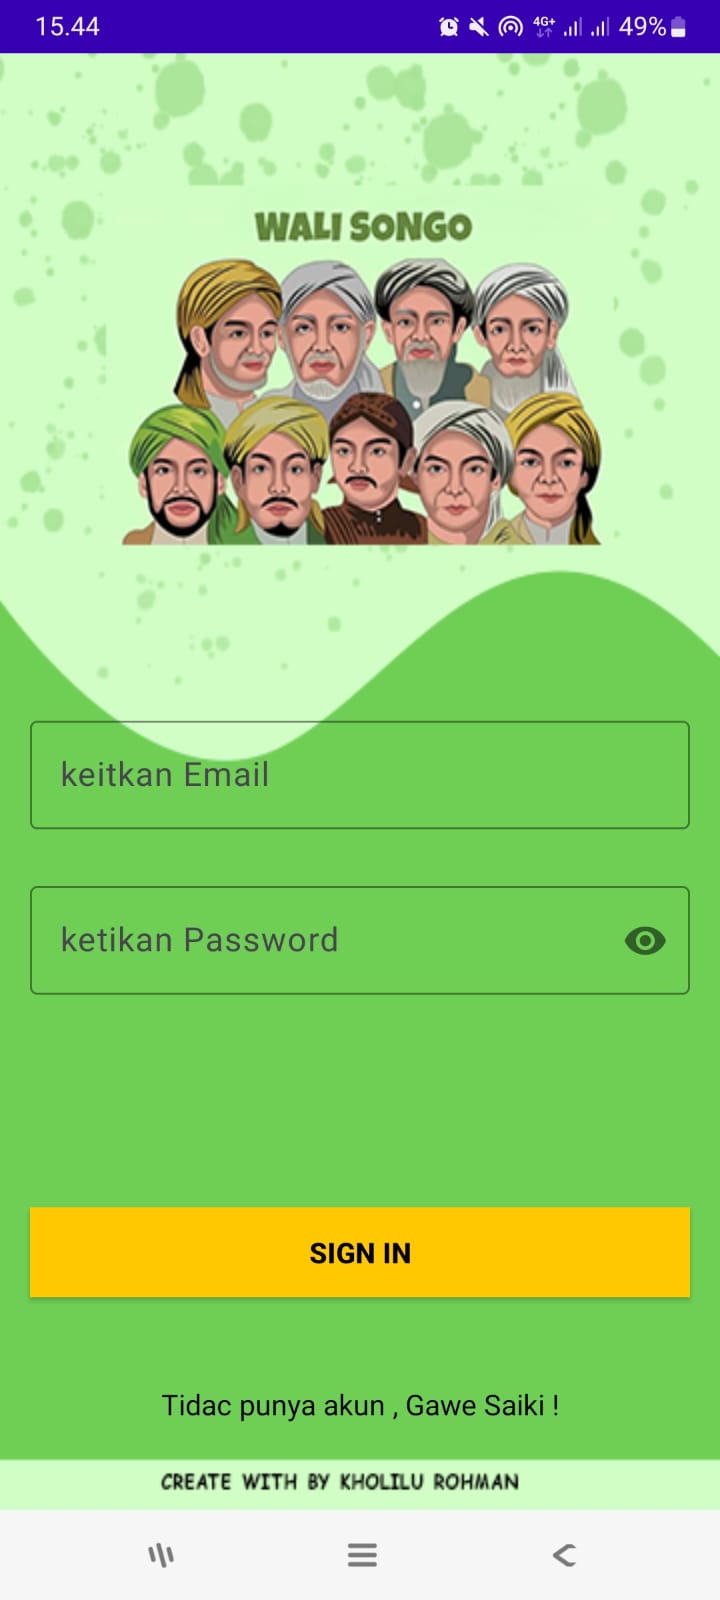 15.44
4G+ 49%
WALI SONGO
keitkan Email
ketikan Password
SIGN IN
Tidac punya akun , Gawe Saiki !
CREATE WITH BY KHOLILU ROHMAN